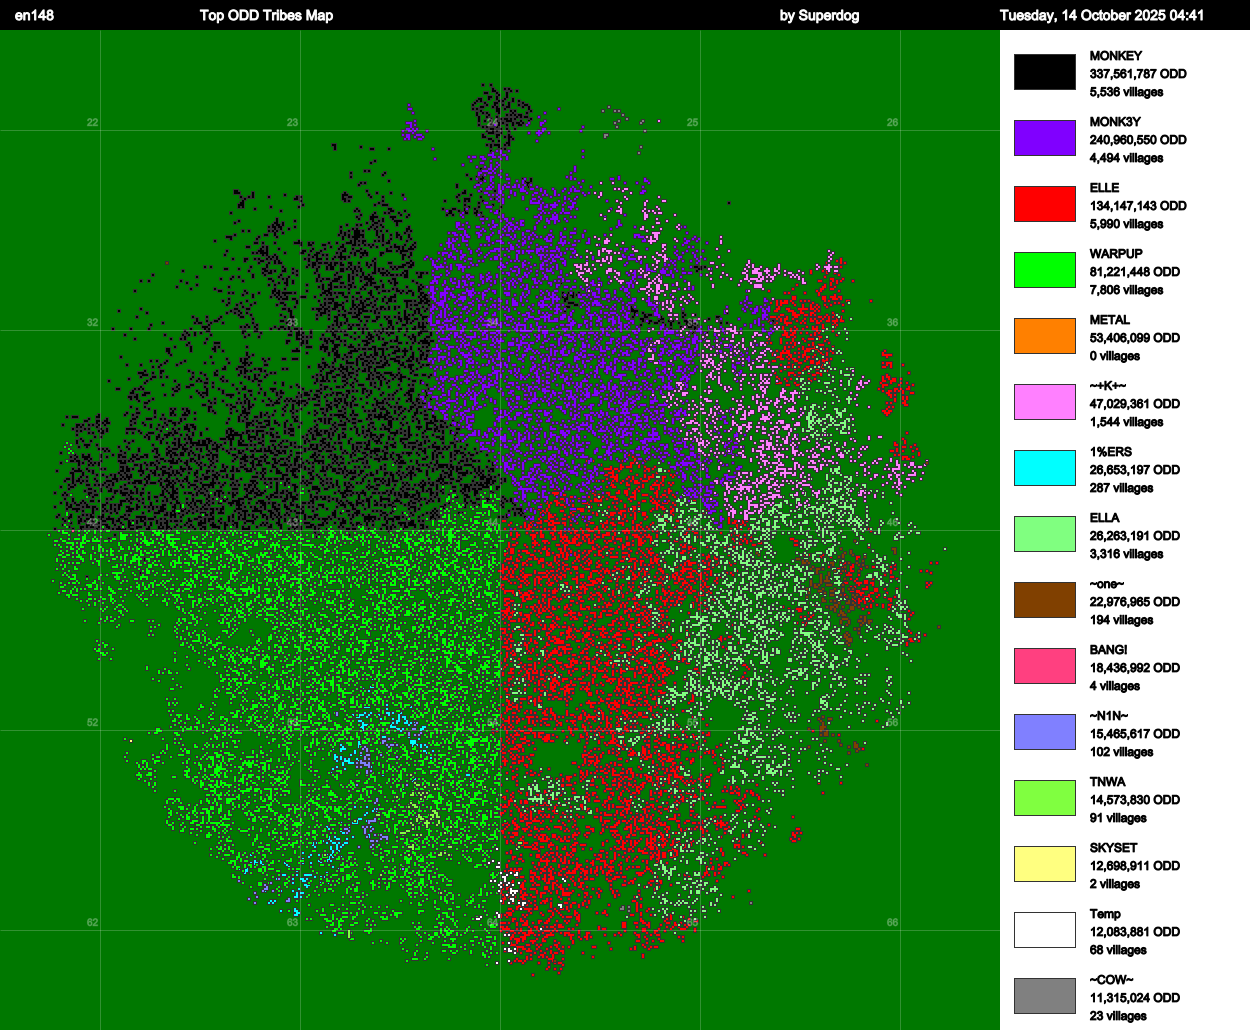 en148 Top ODD Tribes Map by Superdog Tuesday, 14 October 2025 04:41
MONKEY
337,561,787 ODD
5,536 villages
MONK3Y
240,960,550 ODD
4,494 villages
ELLE
134,147,143 ODD
5,990 villages
WARPUP
81,221,448 ODD
7,806 villages
METAL
53,406,099 ODD
0 villages
~+K+~
47,029,361 ODD
1,544 villages
1%ERS
26,653,197 ODD
287 villages
ELLA
26,263,191 ODD
3,316 villages
~one~
22,976,965 ODD
194 villages
BANG!
18,436,992 ODD
4 villages
~N1N~
15,465,617 ODD
102 villages
TNWA
14,573,830 ODD
91 villages
SKYSET
12,698,911 ODD
2 villages
Temp
12,083,881 ODD
68 villages
~COW~
11,315,024 ODD
23 villages
22 23 24 25 26
32 33 34 36
42 43 46
52
62 63 65 66